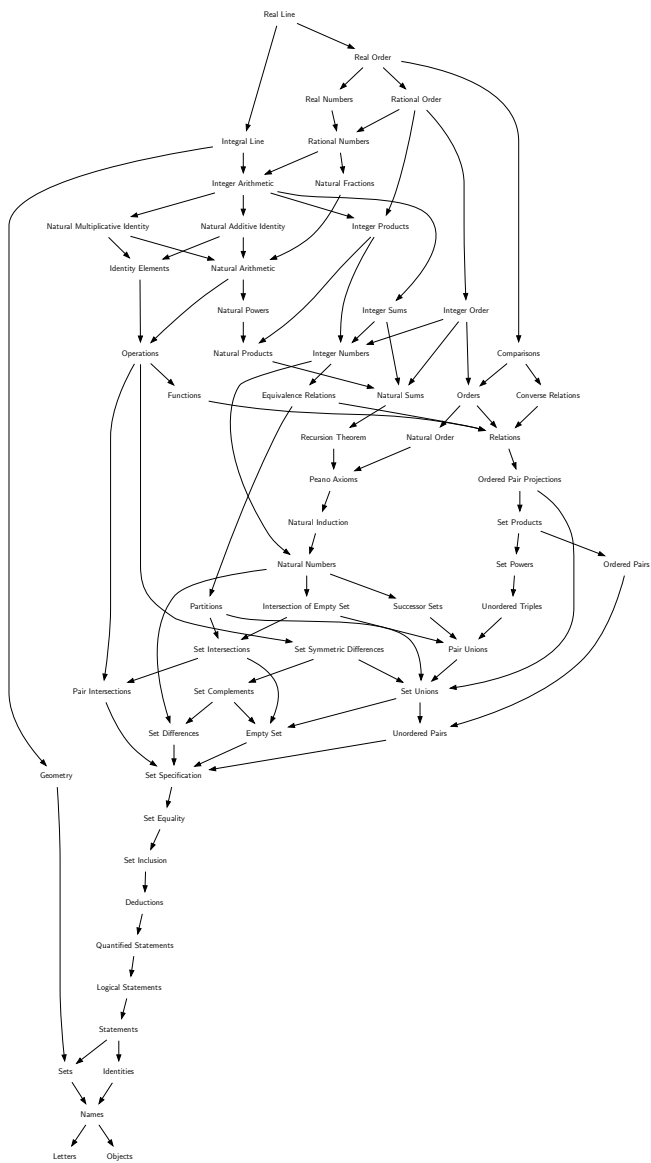 Real Line
Real Order
Real Numbers
Rational Order
Integral Line
Rational Numbers
Integer Arithmetic
Natural Fractions
Natural Multiplicative Identity
Natural Additive Identity
Integer Products
Identity Elements
Natural Arithmetic
Natural Powers
Integer Sums
Integer Order
Operations
Natural Products
Integer Numbers
Comparisons
Functions
Equivalence Relations
Natural Sums
Orders
Converse Relations
Recursion Theorem
Natural Order
Relations
Peano Axioms
Ordered Pair Projections
Natural Induction
Set Products
Natural Numbers
Set Powers
Ordered Pairs
Partitions
Intersection of Empty Set
Successor Sets
Unordered Triples
Set Intersections
Set Symmetric Differences
Pair Unions
Pair Intersections
Set Complements
Set Unions
Set Differences
Empty Set
Unordered Pairs
Geometry
Set Specification
Set Equality
Set Inclusion
Deductions
Quantified Statements
Logical Statements
Statements
Sets
Identities
Names
Letters
Objects